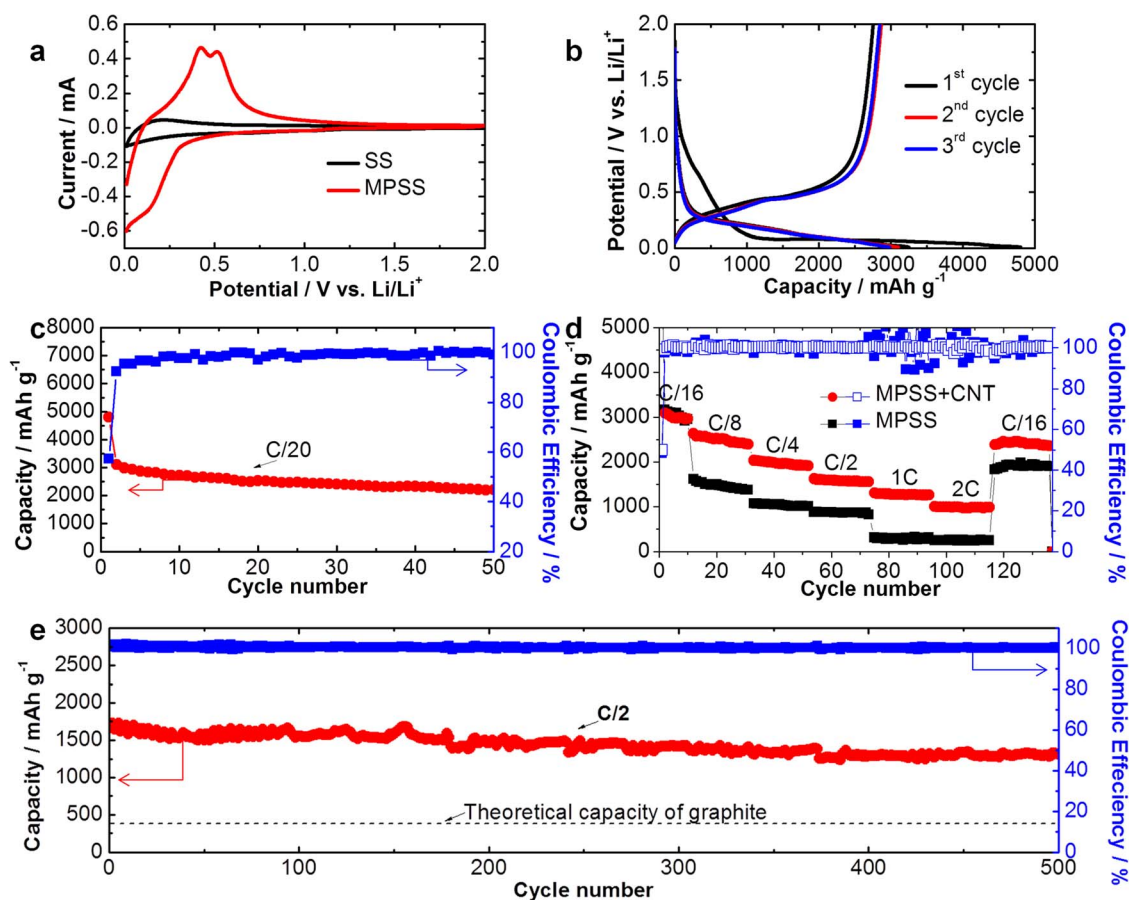 a
0.6
0.4
0.2
0.0
-0.2
-0.4
-0.6
Current / mA
SS
MPSS
0.0 0.5 1.0 1.5 2.0
Potential / V vs. Li/Li⁺
b
2.0
1.5
1.0
0.5
0.0
Potential / V vs. Li/Li⁺
1ˢᵗ cycle
2ⁿᵈ cycle
3ʳᵈ cycle
0 1000 2000 3000 4000 5000
Capacity / mAh g⁻¹
c
8000
7000
6000
5000
4000
3000
2000
1000
0
Capacity / mAh g⁻¹
C/20
100
80
60
40
20
Coulombic Efficiency / %
0 10 20 30 40 50
Cycle number
d
5000
4000
3000
2000
1000
0
Capacity / mAh g⁻¹
MPSS+CNT
MPSS
C/16
C/8
C/4
C/2
1C
2C
C/16
100
80
60
40
20
0
Coulombic Efficiency / %
0 20 40 60 80 100 120
Cycle number
e
3000
2500
2000
1500
1000
500
0
Capacity / mAh g⁻¹
C/2
Theoretical capacity of graphite
100
80
60
40
20
0
Coulombic Effeciency / %
0 100 200 300 400 500
Cycle number